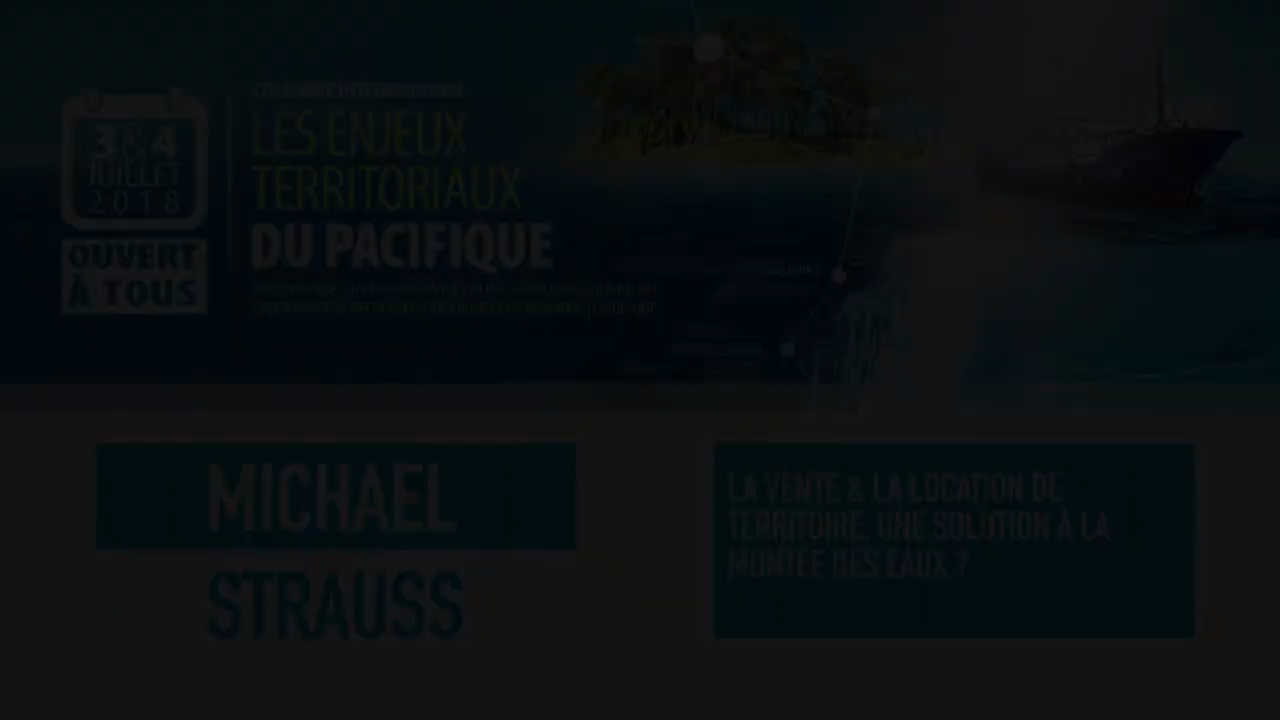 3&4
JUILLET
2018
OUVERT
À TOUS
LES ENJEUX
TERRITORIAUX
DU PACIFIQUE
MICHAEL
STRAUSS
LA VENTE & LA LOCATION DE
TERRITOIRE, UNE SOLUTION À LA
MONTÉE DES EAUX ?